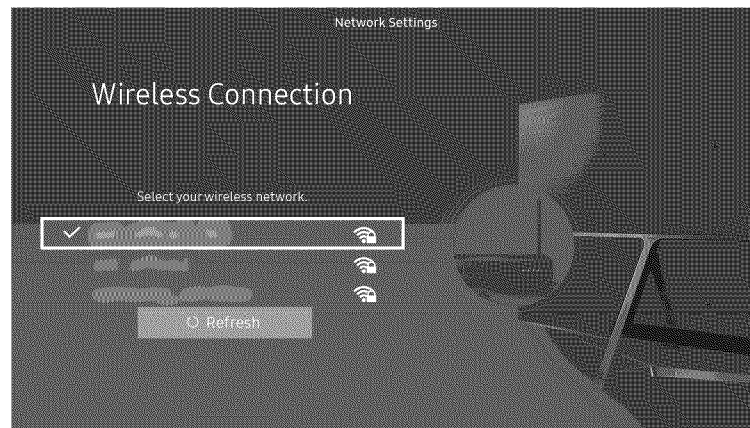 Network Settings
Wireless Connection
Select your wireless network.
Refresh